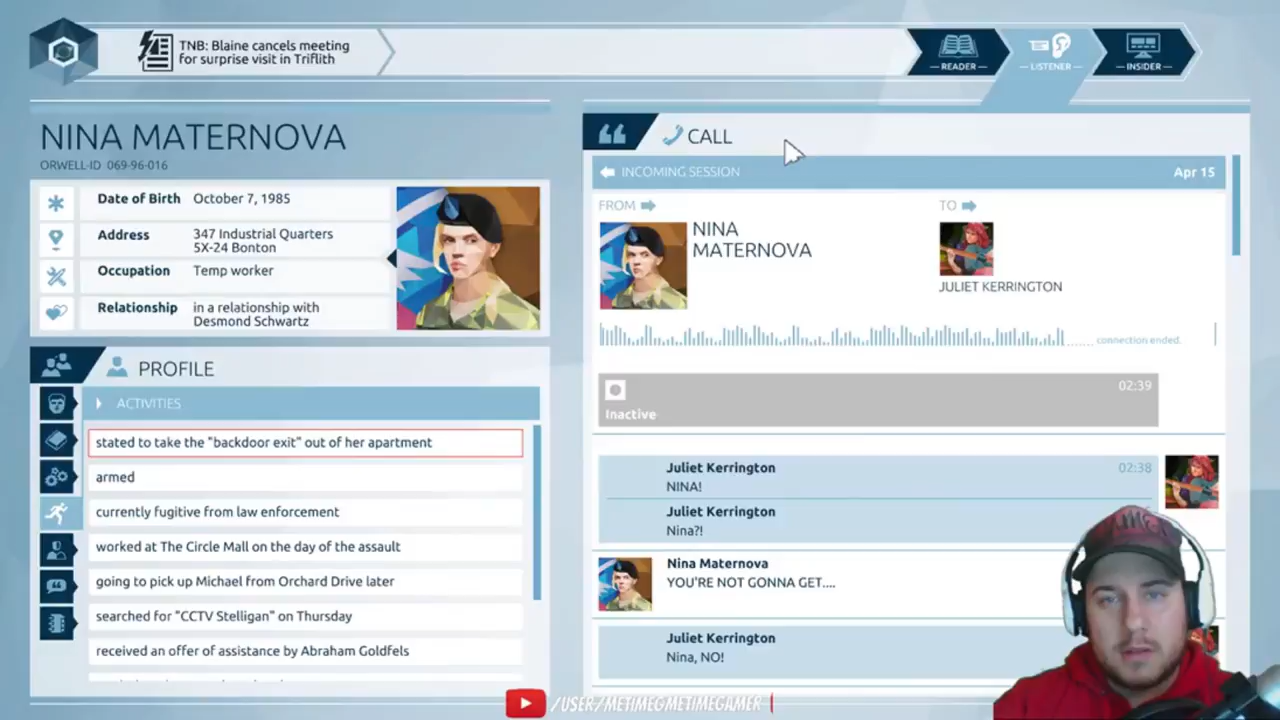 TNB: Blaine cancels meeting
for surprise visit in Triflith
— READER —
— LISTENER —
— INSIDER —
NINA MATERNOVA
ORWELL-ID 069-96-016
Date of Birth October 7, 1985
Address 347 Industrial Quarters
5X-24 Bonton
Occupation Temp worker
Relationship in a relationship with
Desmond Schwartz
PROFILE
ACTIVITIES
stated to take the "backdoor exit" out of her apartment
armed
currently fugitive from law enforcement
worked at The Circle Mall on the day of the assault
going to pick up Michael from Orchard Drive later
searched for "CCTV Stelligan" on Thursday
received an offer of assistance by Abraham Goldfels
CALL
INCOMING SESSION Apr 15
FROM
TO
NINA
MATERNOVA
JULIET KERRINGTON
connection ended.
02:39
Inactive
Juliet Kerrington 02:38
NINA!
Juliet Kerrington
Nina?!
Nina Maternova
YOU'RE NOT GONNA GET....
Juliet Kerrington
Nina, NO!
/USER/METIMEGMETIMEGAMER